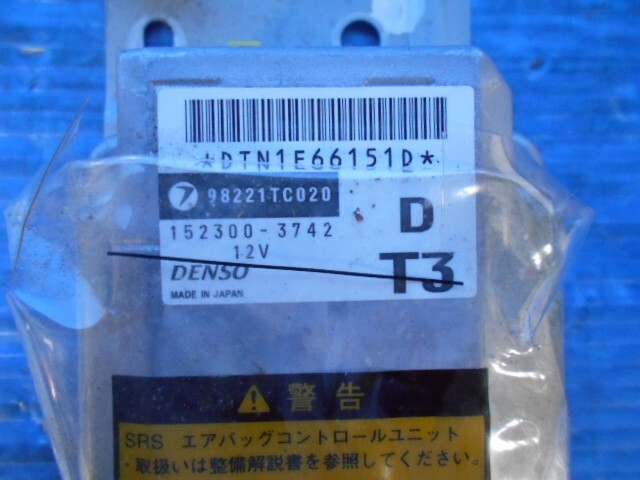 *DTN1E66151D*
98221TC020
D
152300-3742
12V
DENSO
T3
MADE IN JAPAN
警告
SRS エアバッグコントロールユニット
・取扱いは整備解説書を参照してください。